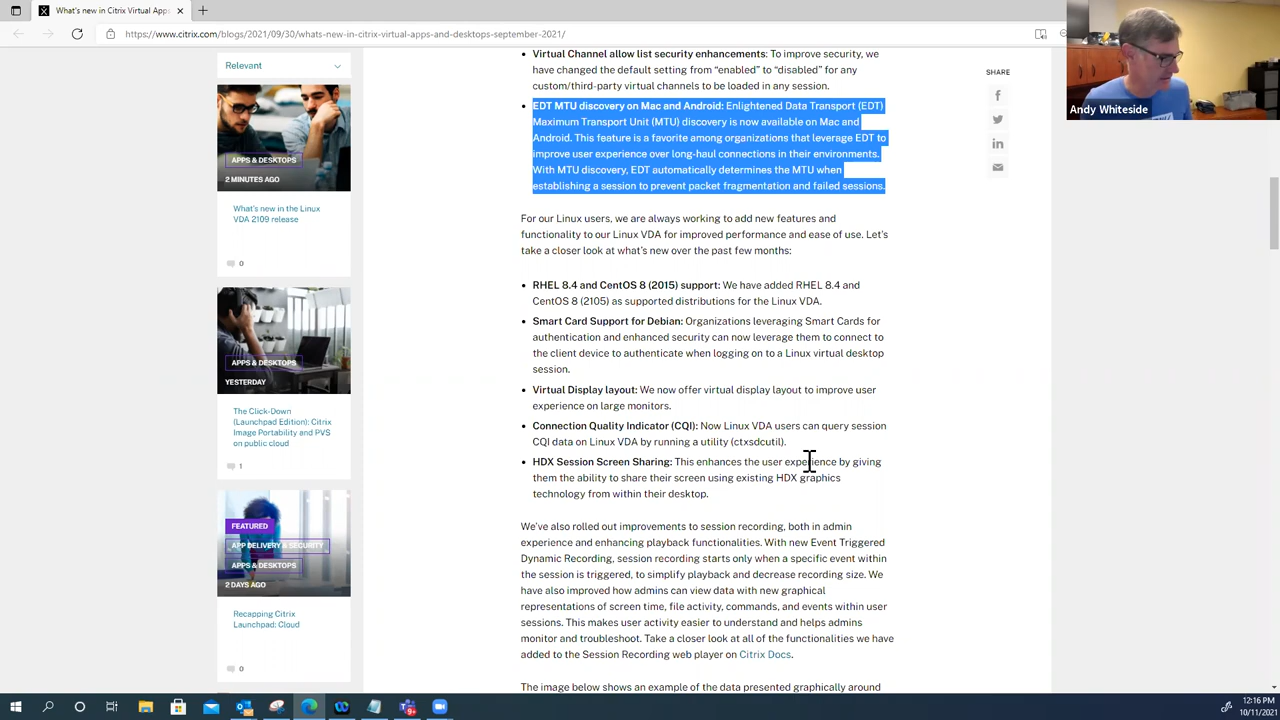 What's new in Citrix Virtual Apps
https://www.citrix.com/blogs/2021/09/30/whats-new-in-citrix-virtual-apps-and-desktops-september-2021/
Andy Whiteside
Relevant
APPS & DESKTOPS
2 MINUTES AGO
What's new in the Linux
VDA 2109 release
0
APPS & DESKTOPS
YESTERDAY
The Click-Down
(Launchpad Edition): Citrix
Image Portability and PVS
on public cloud
1
FEATURED
APP DELIVERY & SECURITY
APPS & DESKTOPS
2 DAYS AGO
Recapping Citrix
Launchpad: Cloud
0
• Virtual Channel allow list security enhancements: To improve security, we
have changed the default setting from “enabled” to “disabled” for any
custom/third-party virtual channels to be loaded in any session.
• EDT MTU discovery on Mac and Android: Enlightened Data Transport (EDT)
Maximum Transport Unit (MTU) discovery is now available on Mac and
Android. This feature is a favorite among organizations that leverage EDT to
improve user experience over long-haul connections in their environments.
With MTU discovery, EDT automatically determines the MTU when
establishing a session to prevent packet fragmentation and failed sessions.
For our Linux users, we are always working to add new features and
functionality to our Linux VDA for improved performance and ease of use. Let's
take a closer look at what's new over the past few months:
• RHEL 8.4 and CentOS 8 (2015) support: We have added RHEL 8.4 and
CentOS 8 (2105) as supported distributions for the Linux VDA.
• Smart Card Support for Debian: Organizations leveraging Smart Cards for
authentication and enhanced security can now leverage them to connect to
the client device to authenticate when logging on to a Linux virtual desktop
session.
• Virtual Display layout: We now offer virtual display layout to improve user
experience on large monitors.
• Connection Quality Indicator (CQI): Now Linux VDA users can query session
CQI data on Linux VDA by running a utility (ctxsdcutil).
• HDX Session Screen Sharing: This enhances the user experience by giving
them the ability to share their screen using existing HDX graphics
technology from within their desktop.
We've also rolled out improvements to session recording, both in admin
experience and enhancing playback functionalities. With new Event Triggered
Dynamic Recording, session recording starts only when a specific event within
the session is triggered, to simplify playback and decrease recording size. We
have also improved how admins can view data with new graphical
representations of screen time, file activity, commands, and events within user
sessions. This makes user activity easier to understand and helps admins
monitor and troubleshoot. Take a closer look at all of the functionalities we have
added to the Session Recording web player on Citrix Docs.
The image below shows an example of the data presented graphically around
SHARE
12:16 PM
10/11/2021